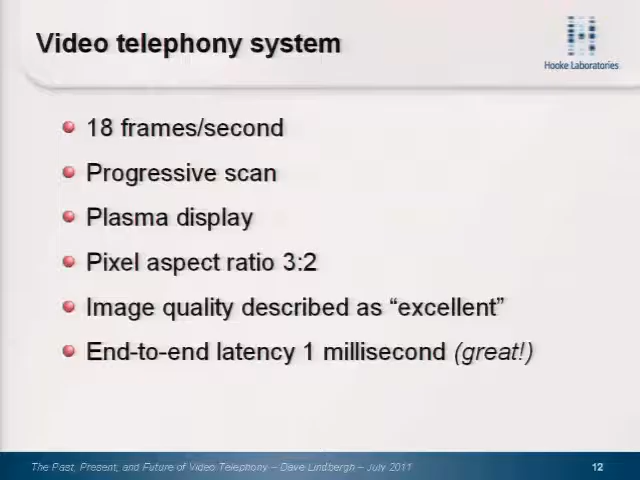 Video telephony system
Hooke Laboratories
18 frames/second
Progressive scan
Plasma display
Pixel aspect ratio 3:2
Image quality described as “excellent”
End-to-end latency 1 millisecond (great!)
The Past, Present, and Future of Video Telephony – Dave Lindbergh – July 2011
12